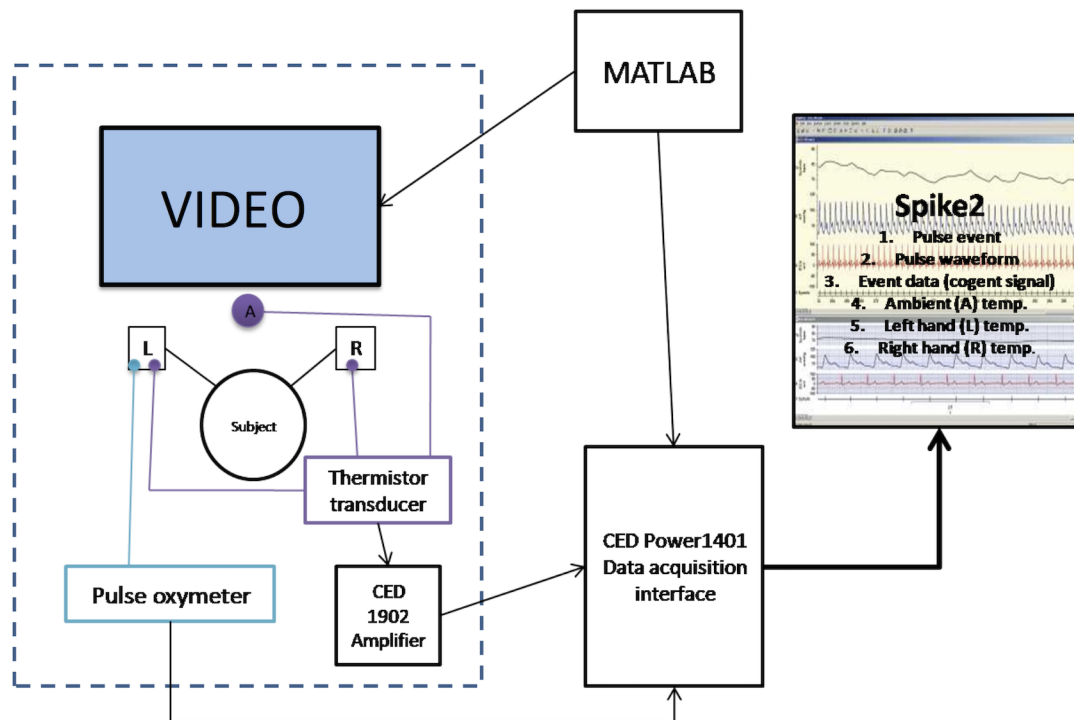 MATLAB
VIDEO
A
L
R
Subject
Thermistor
transducer
Pulse oxymeter
CED
1902
Amplifier
CED Power1401
Data acquisition
interface
Spike2
1. Pulse event
2. Pulse waveform
3. Event data (cogent signal)
4. Ambient (A) temp.
5. Left hand (L) temp.
6. Right hand (R) temp.